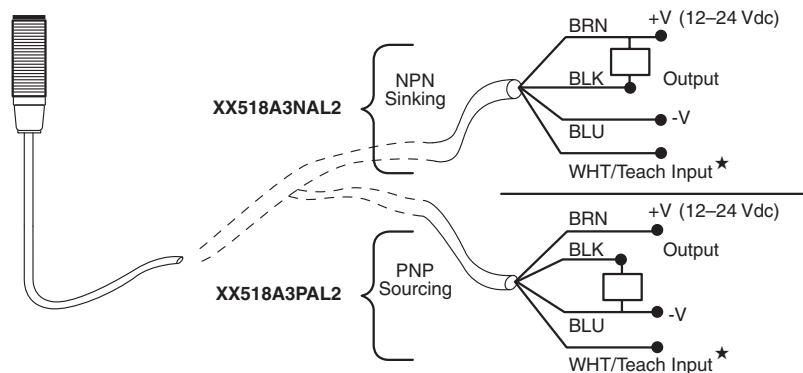 BRN +V (12–24 Vdc)
NPN
Sinking
XX518A3NAL2
BLK Output
BLU -V
WHT/Teach Input★
BRN +V (12–24 Vdc)
BLK Output
PNP
Sourcing
XX518A3PAL2
BLU -V
WHT/Teach Input★